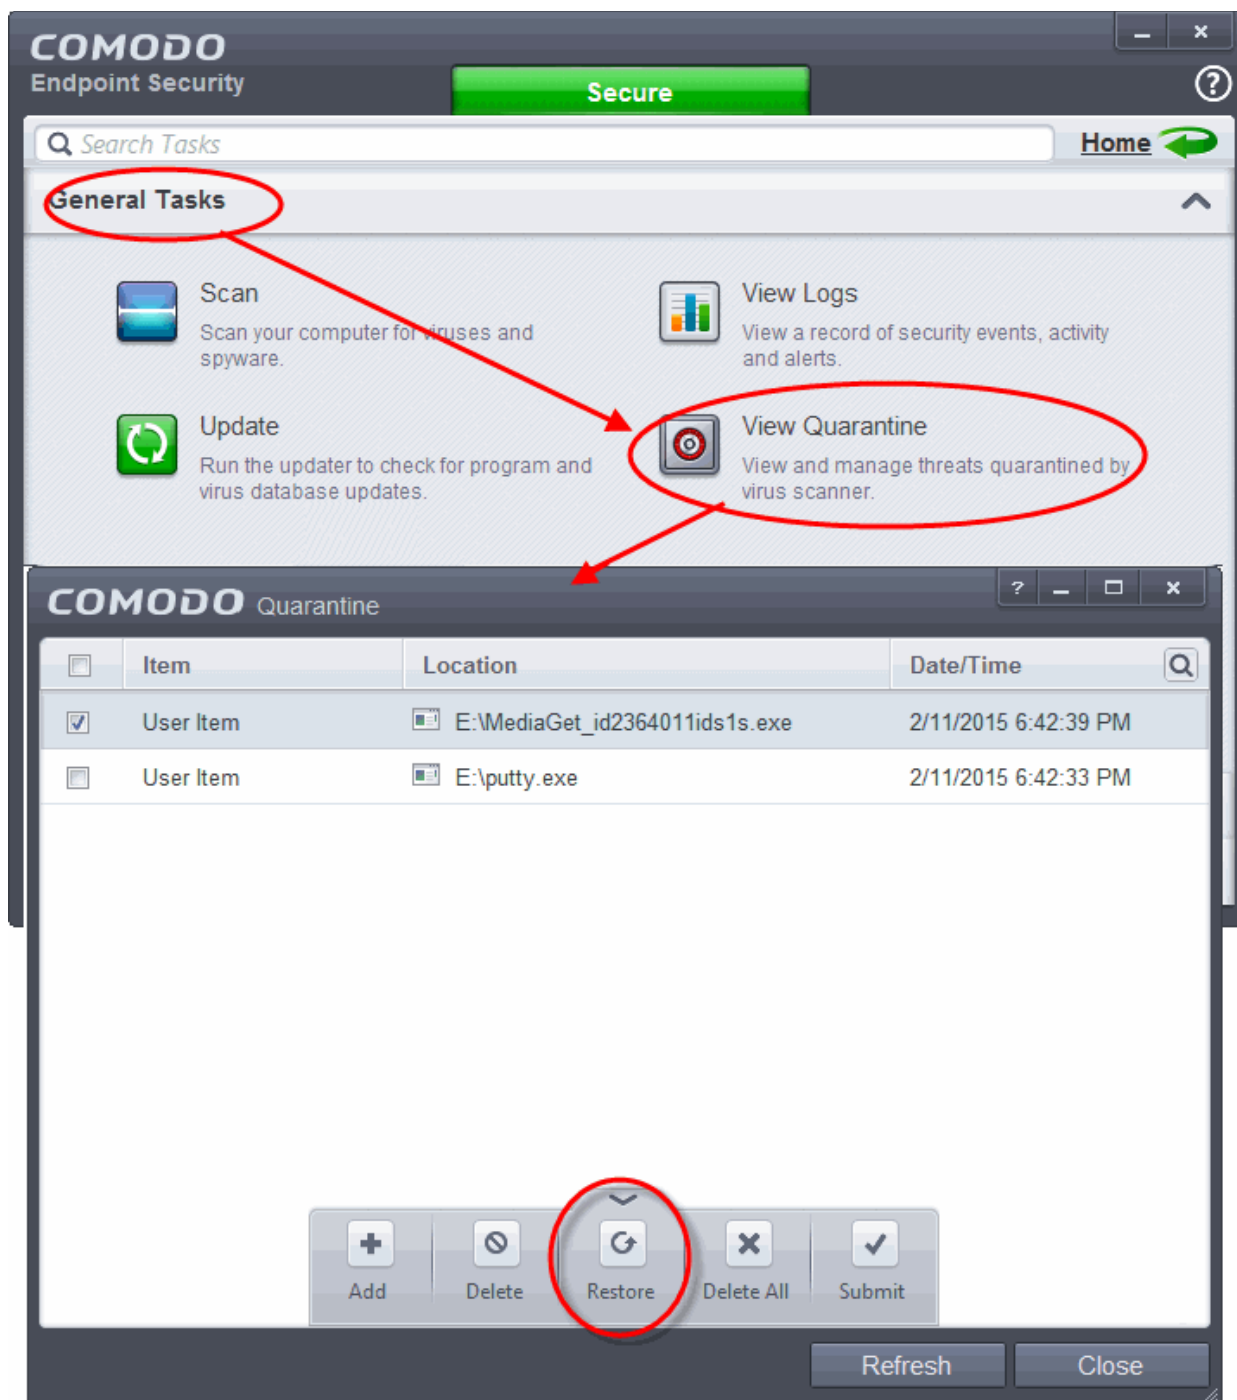 COMODO
Endpoint Security
Secure
Search Tasks
Home
General Tasks
Scan
Scan your computer for viruses and
spyware.
View Logs
View a record of security events, activity
and alerts.
Update
Run the updater to check for program and
virus database updates.
View Quarantine
View and manage threats quarantined by
virus scanner.
COMODO Quarantine
Item Location Date/Time
User Item E:\MediaGet_id2364011ids1s.exe 2/11/2015 6:42:39 PM
User Item E:\putty.exe 2/11/2015 6:42:33 PM
Add Delete Restore Delete All Submit
Refresh Close